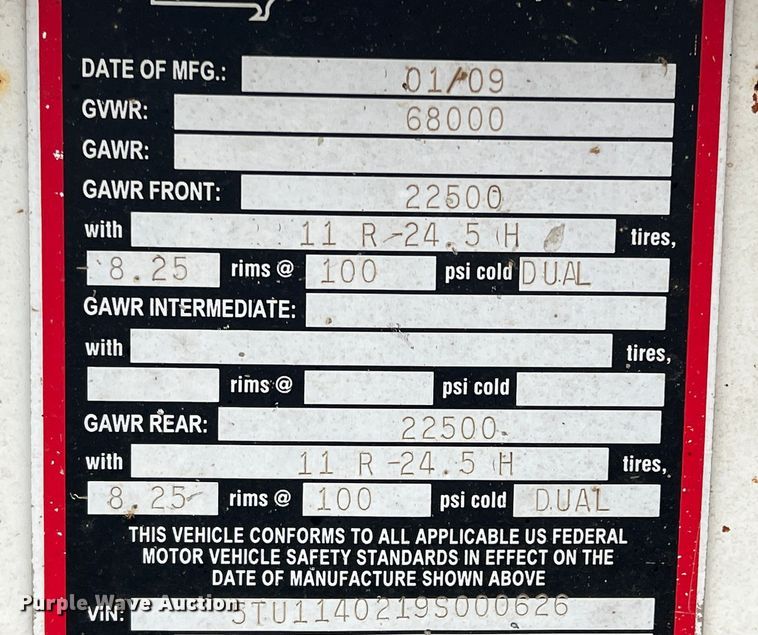 DATE OF MFG.: 01/09
GVWR: 68000
GAWR:
GAWR FRONT: 22500
with 11 R-24.5 H tires,
8.25 rims @ 100 psi cold DUAL
GAWR INTERMEDIATE:
with tires,
rims @ psi cold
GAWR REAR: 22500
with 11 R-24.5 H tires,
8.25 rims @ 100 psi cold DUAL
THIS VEHICLE CONFORMS TO ALL APPLICABLE US FEDERAL
MOTOR VEHICLE SAFETY STANDARDS IN EFFECT ON THE
DATE OF MANUFACTURE SHOWN ABOVE
Purple Wave Auction
VIN: 5TU1140219S000626